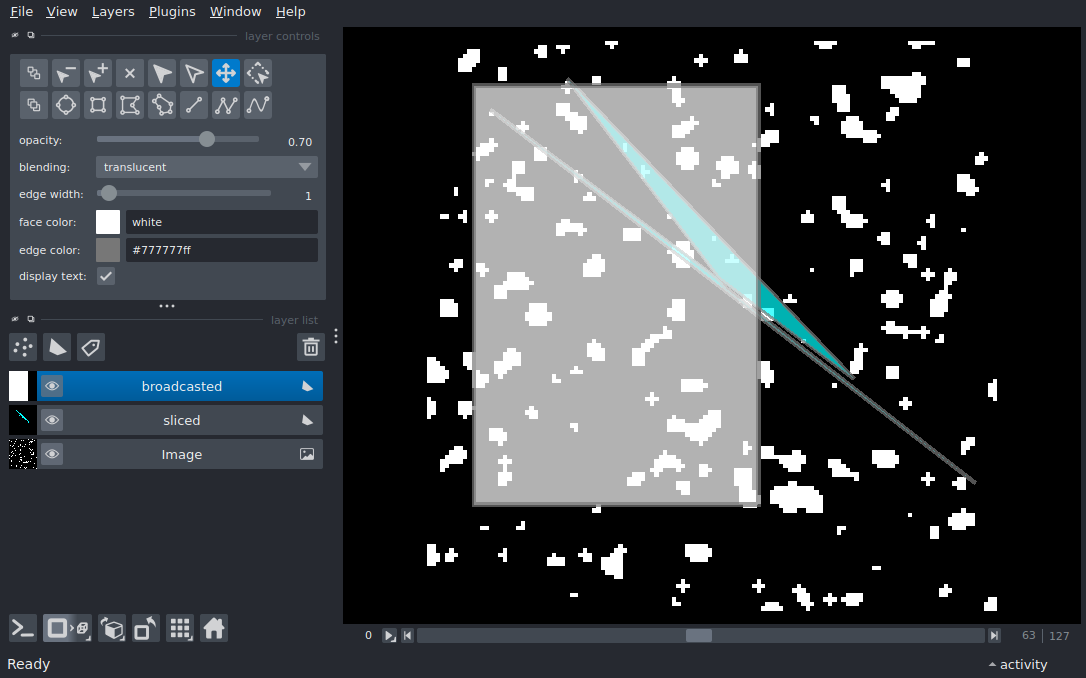 File View Layers Plugins Window Help
layer controls
opacity: 0.70
blending: translucent
edge width: 1
face color: white
edge color: #777777ff
display text:
layer list
broadcasted
sliced
Image
0 63 127
Ready activity